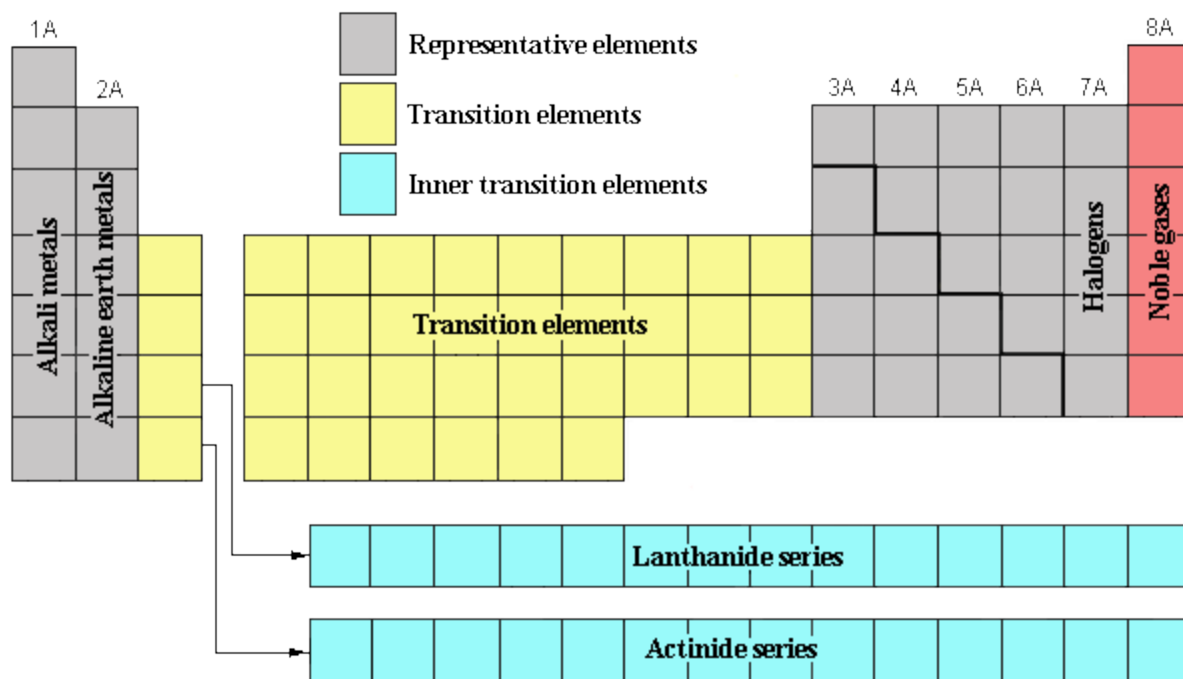 1A
8A
Representative elements
2A
3A
4A
5A
6A
7A
Transition elements
Inner transition elements
Alkali metals
Alkaline earth metals
Transition elements
Halogens
Noble gases
Lanthanide series
Actinide series